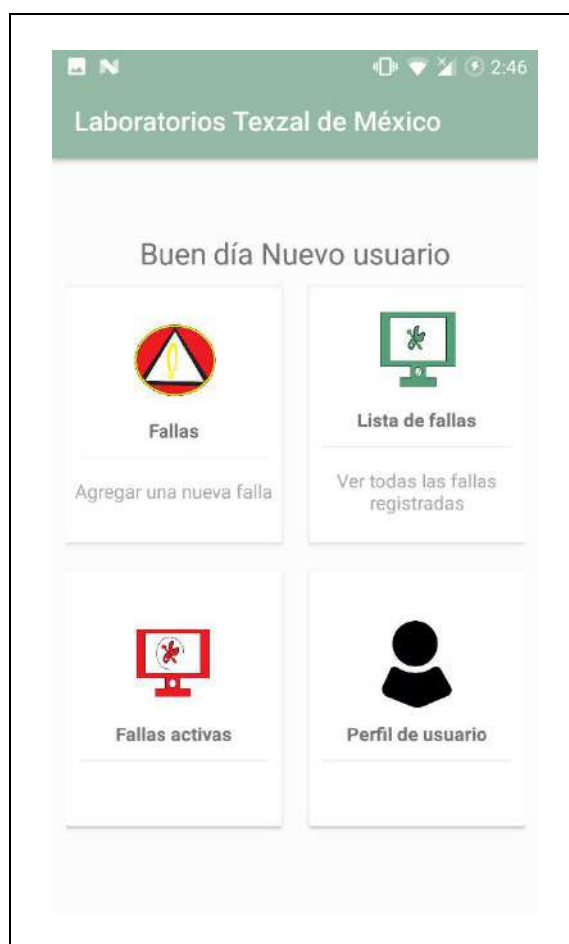 2:46
Laboratorios Texzal de México
Buen día Nuevo usuario
Fallas
Agregar una nueva falla
Lista de fallas
Ver todas las fallas
registradas
Fallas activas
Perfil de usuario